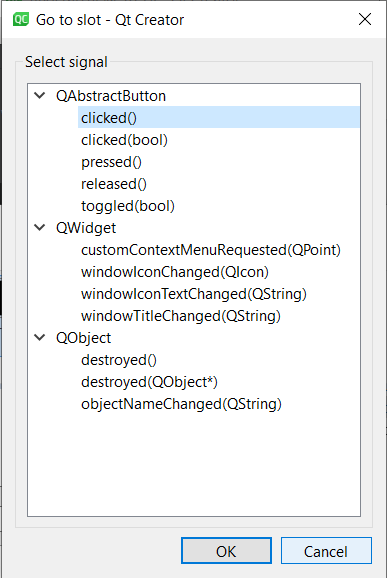 QC Go to slot - Qt Creator
Select signal
QAbstractButton
clicked()
clicked(bool)
pressed()
released()
toggled(bool)
QWidget
customContextMenuRequested(QPoint)
windowIconChanged(QIcon)
windowIconTextChanged(QString)
windowTitleChanged(QString)
QObject
destroyed()
destroyed(QObject*)
objectNameChanged(QString)
OK Cancel